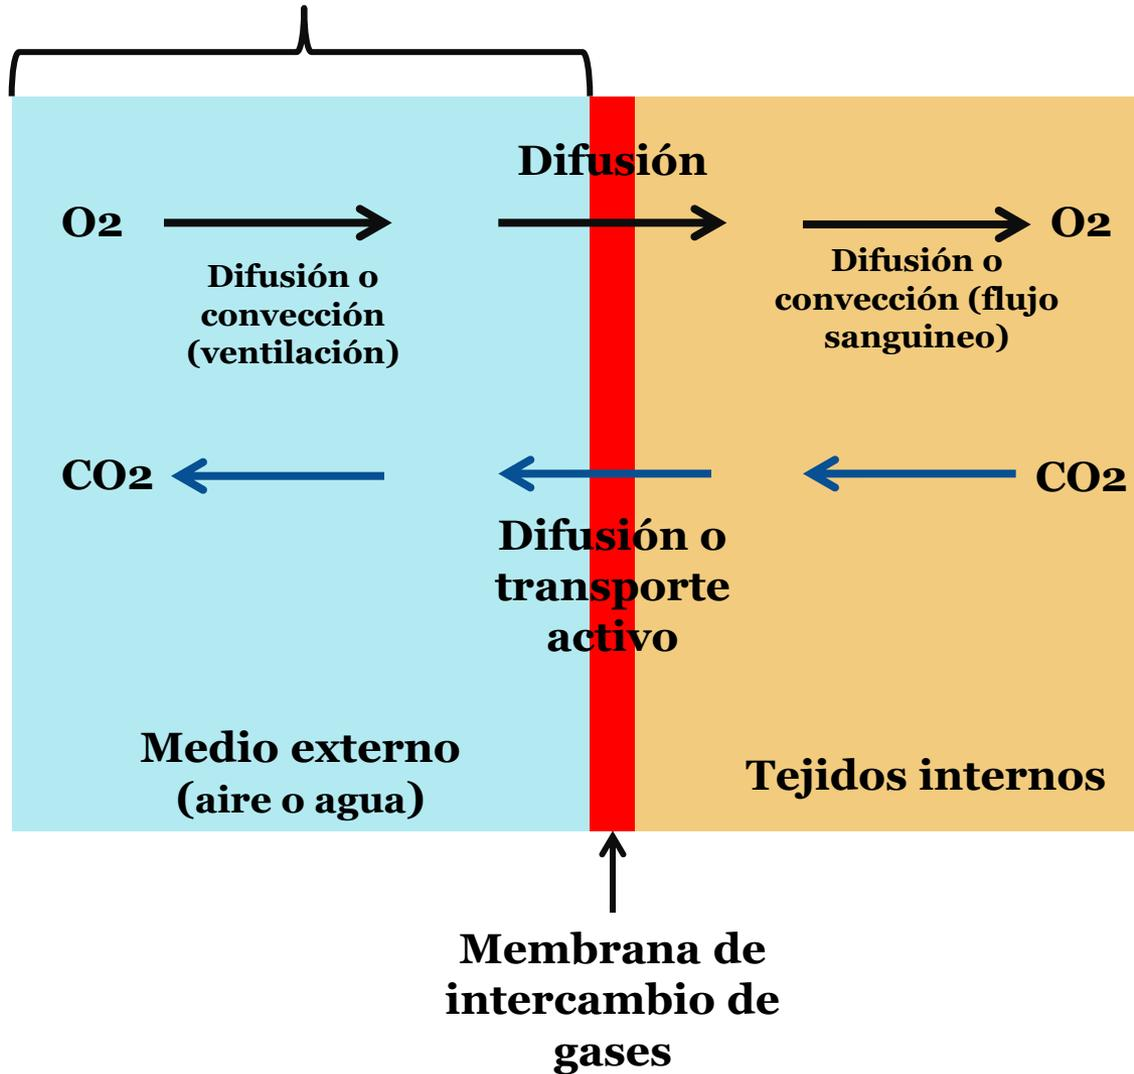 Difusión
O2
O2
Difusión o
convección
(ventilación)
Difusión o
convección (flujo
sanguineo)
CO2
CO2
Difusión o
transporte
activo
Medio externo
(aire o agua)
Tejidos internos
Membrana de
intercambio de
gases